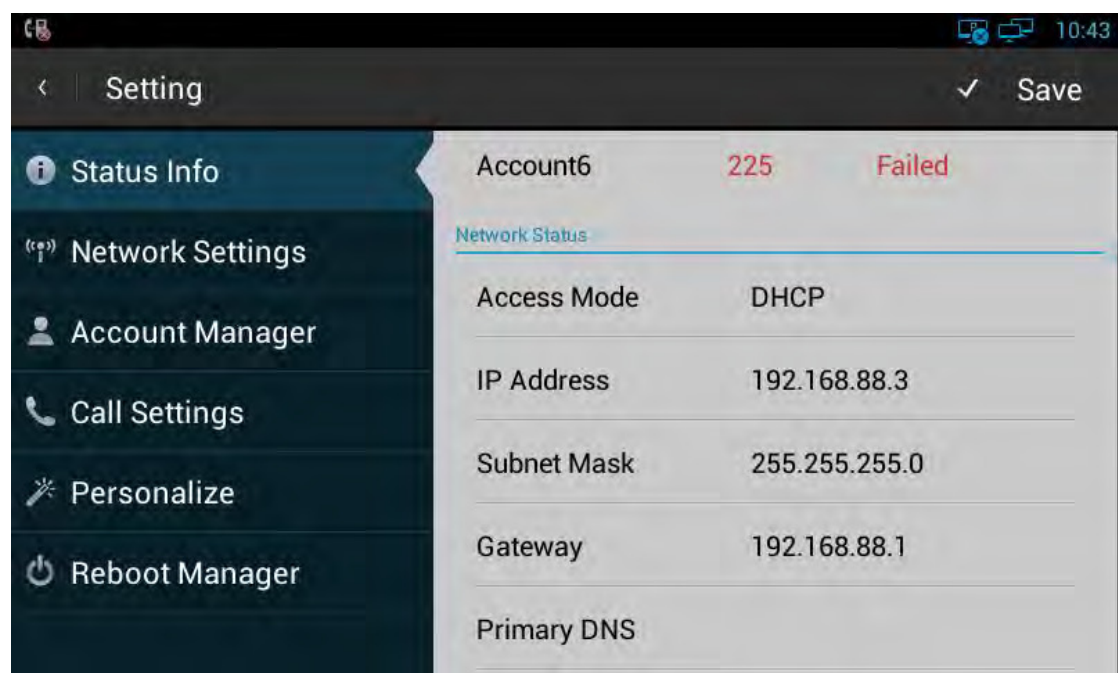 10:43
Setting
Save
Status Info
Network Settings
Account Manager
Call Settings
Personalize
Reboot Manager
Account6 225 Failed
Network Status
Access Mode DHCP
IP Address 192.168.88.3
Subnet Mask 255.255.255.0
Gateway 192.168.88.1
Primary DNS